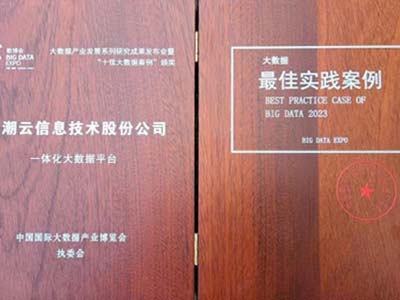 数博会
BIG DATA
EXPO
大数据产业发展系列研究成果发布会暨
“十佳大数据案例”颁奖
潮云信息技术股份公司
一体化大数据平台
中国国际大数据产业博览会
执委会
大数据
最佳实践案例
BEST PRACTICE CASE OF
BIG DATA 2023
BIG DATA EXPO